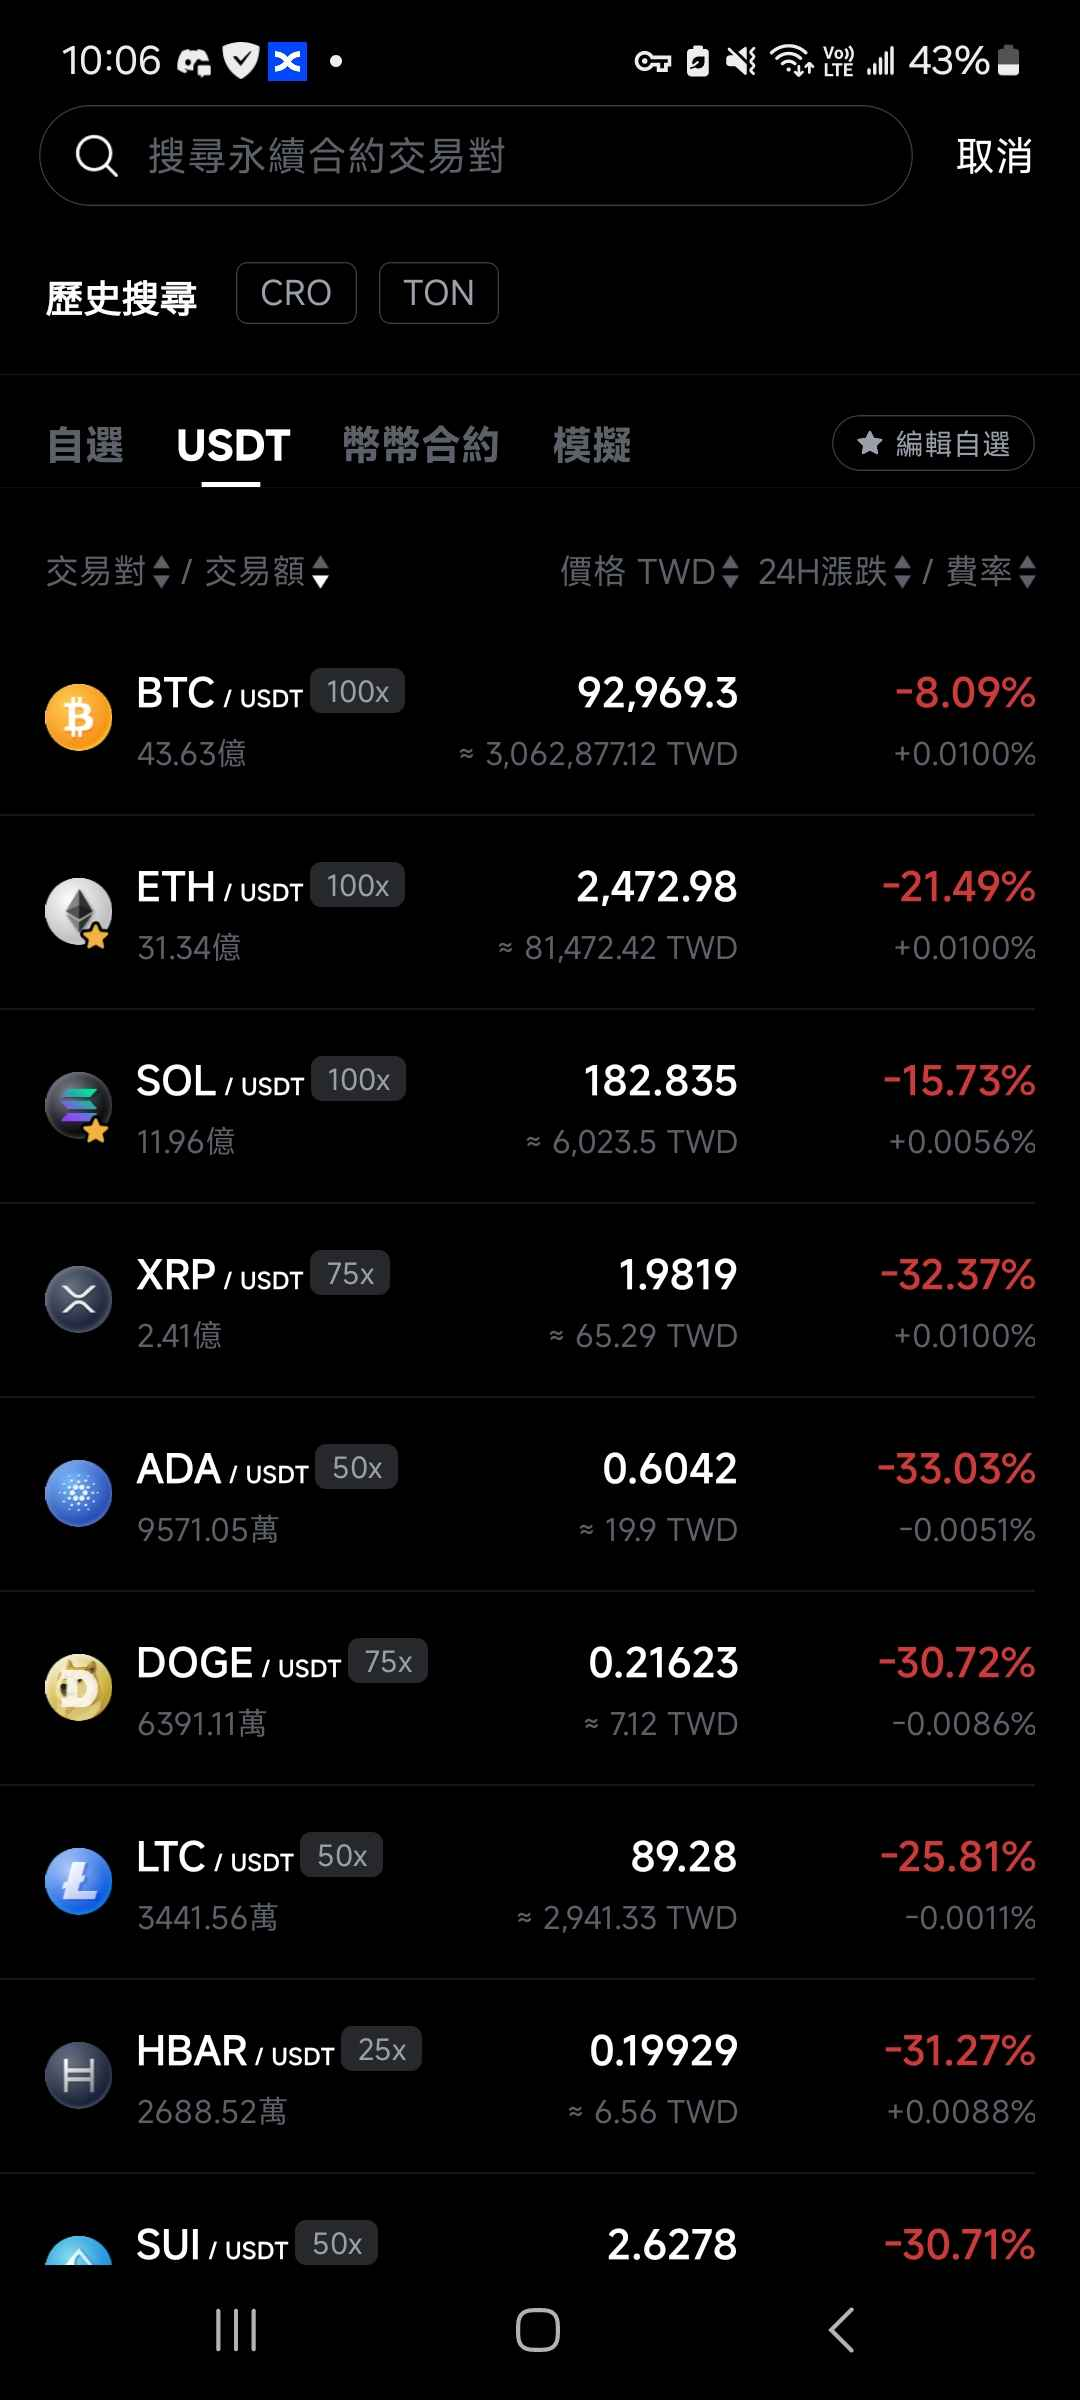 10:06 Vo)) LTE 43%
搜尋永續合約交易對 取消
歷史搜尋 CRO TON
自選 USDT 幣幣合約 模擬 編輯自選
交易對 / 交易額 價格 TWD 24H漲跌 / 費率
BTC / USDT 100x 92,969.3 -8.09%
43.63億 ≈ 3,062,877.12 TWD +0.0100%
ETH / USDT 100x 2,472.98 -21.49%
31.34億 ≈ 81,472.42 TWD +0.0100%
SOL / USDT 100x 182.835 -15.73%
11.96億 ≈ 6,023.5 TWD +0.0056%
XRP / USDT 75x 1.9819 -32.37%
2.41億 ≈ 65.29 TWD +0.0100%
ADA / USDT 50x 0.6042 -33.03%
9571.05萬 ≈ 19.9 TWD -0.0051%
DOGE / USDT 75x 0.21623 -30.72%
6391.11萬 ≈ 7.12 TWD -0.0086%
LTC / USDT 50x 89.28 -25.81%
3441.56萬 ≈ 2,941.33 TWD -0.0011%
HBAR / USDT 25x 0.19929 -31.27%
2688.52萬 ≈ 6.56 TWD +0.0088%
SUI / USDT 50x 2.6278 -30.71%